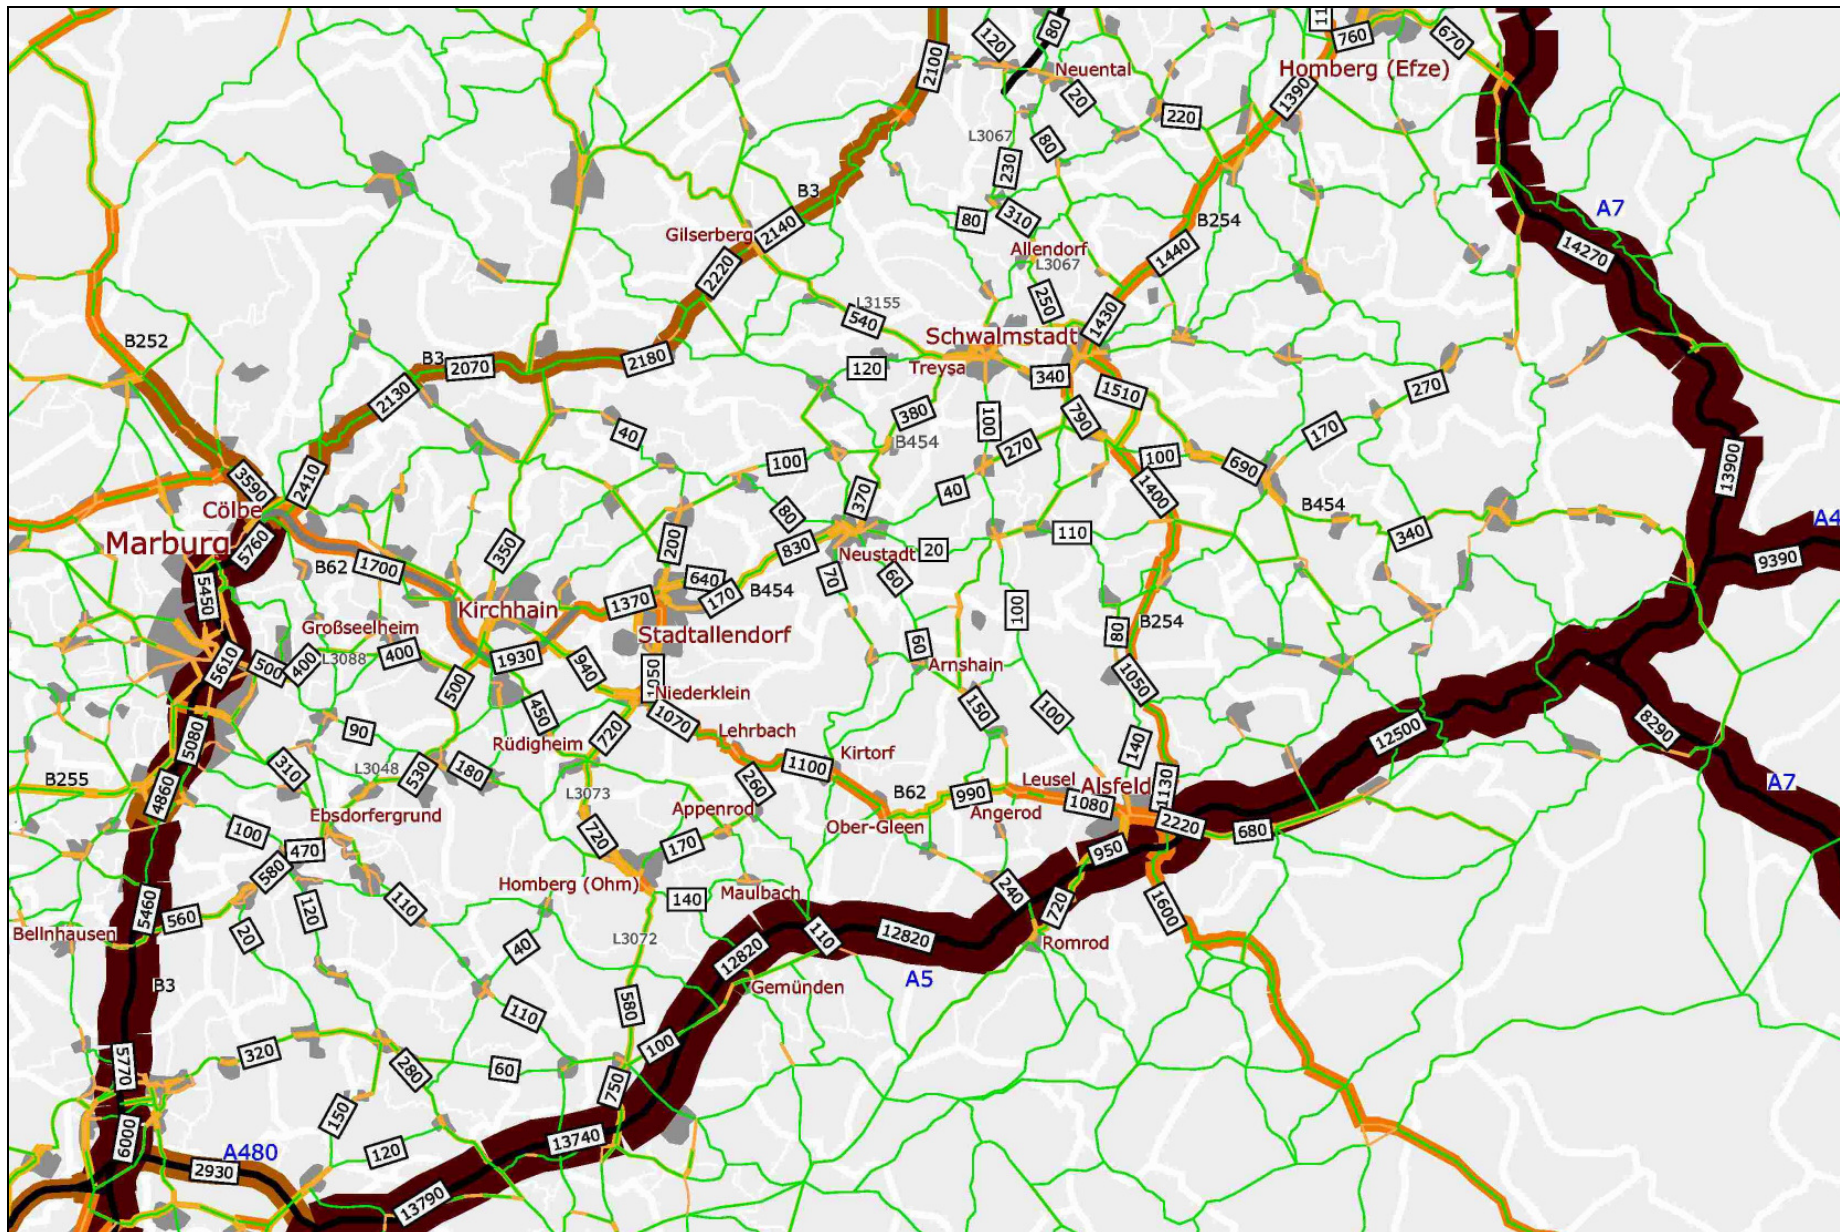 120
80
2100
Neuental
20
11
760
670
Homberg (Efze)
1390
220
L3067
80
230
B3
2140
Gilserberg
2220
80
310
Allendorf
L3067
250
B254
1440
A7
14270
L3155
540
1430
Schwalmstadt
B252
B3
2070
2180
2130
120
Treysa
340
1510
270
380
B454
100
790
40
270
170
100
100
690
3590
2410
40
1400
370
80
13900
B454
Cölbe
Marburg
5760
B62
1700
350
200
830
Neustadt
20
110
340
A4
9390
5450
640
170
B454
70
60
100
1370
Kirchhain
Stadtallendorf
80
B254
Großseelheim
L3088
400
5610
500
400
500
1930
940
1050
Niederklein
60
Arnshain
1050
150
100
450
1070
Lehrbach
Rüdigheim
720
Kirtorf
90
5080
310
L3048
530
180
1100
260
140
8290
12500
A7
B255
4860
L3073
B62
990
Leusel
Alsfeld
1130
1080
Ebsdorfergrund
Appenrod
Ober-Gleen
Angerod
2220
680
100
470
720
170
950
580
Homberg (Ohm)
140
Maulbach
240
720
1600
5460
560
120
110
20
Bellnhausen
40
L3072
110
12820
12820
A5
Romrod
B3
Gemünden
580
110
100
5770
320
280
60
750
150
6000
13740
120
A480
2930
13790